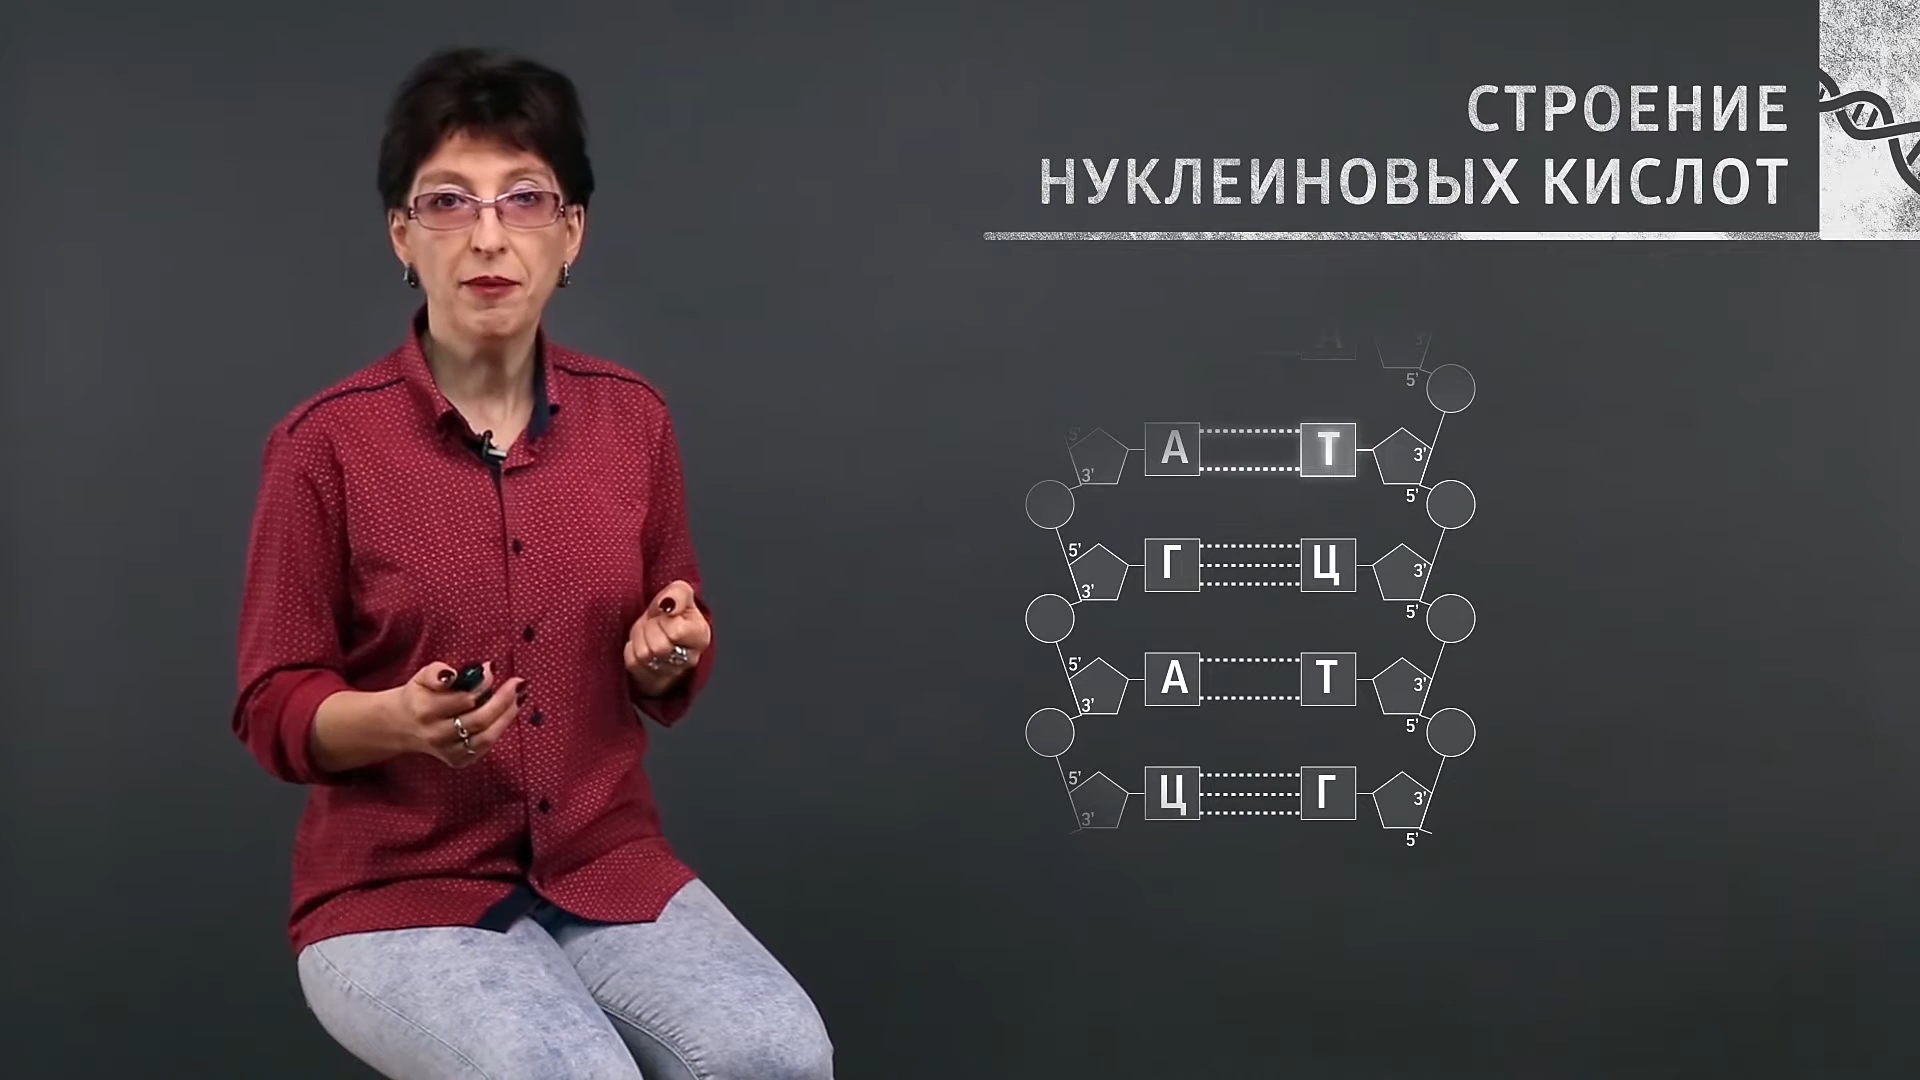 СТРОЕНИЕ
НУКЛЕИНОВЫХ КИСЛОТ
А 3'
5'
5' А Т 3'
3' 5'
5' Г Ц 3'
3' 5'
5' А Т 3'
3' 5'
5' Ц Г 3'
3' 5'